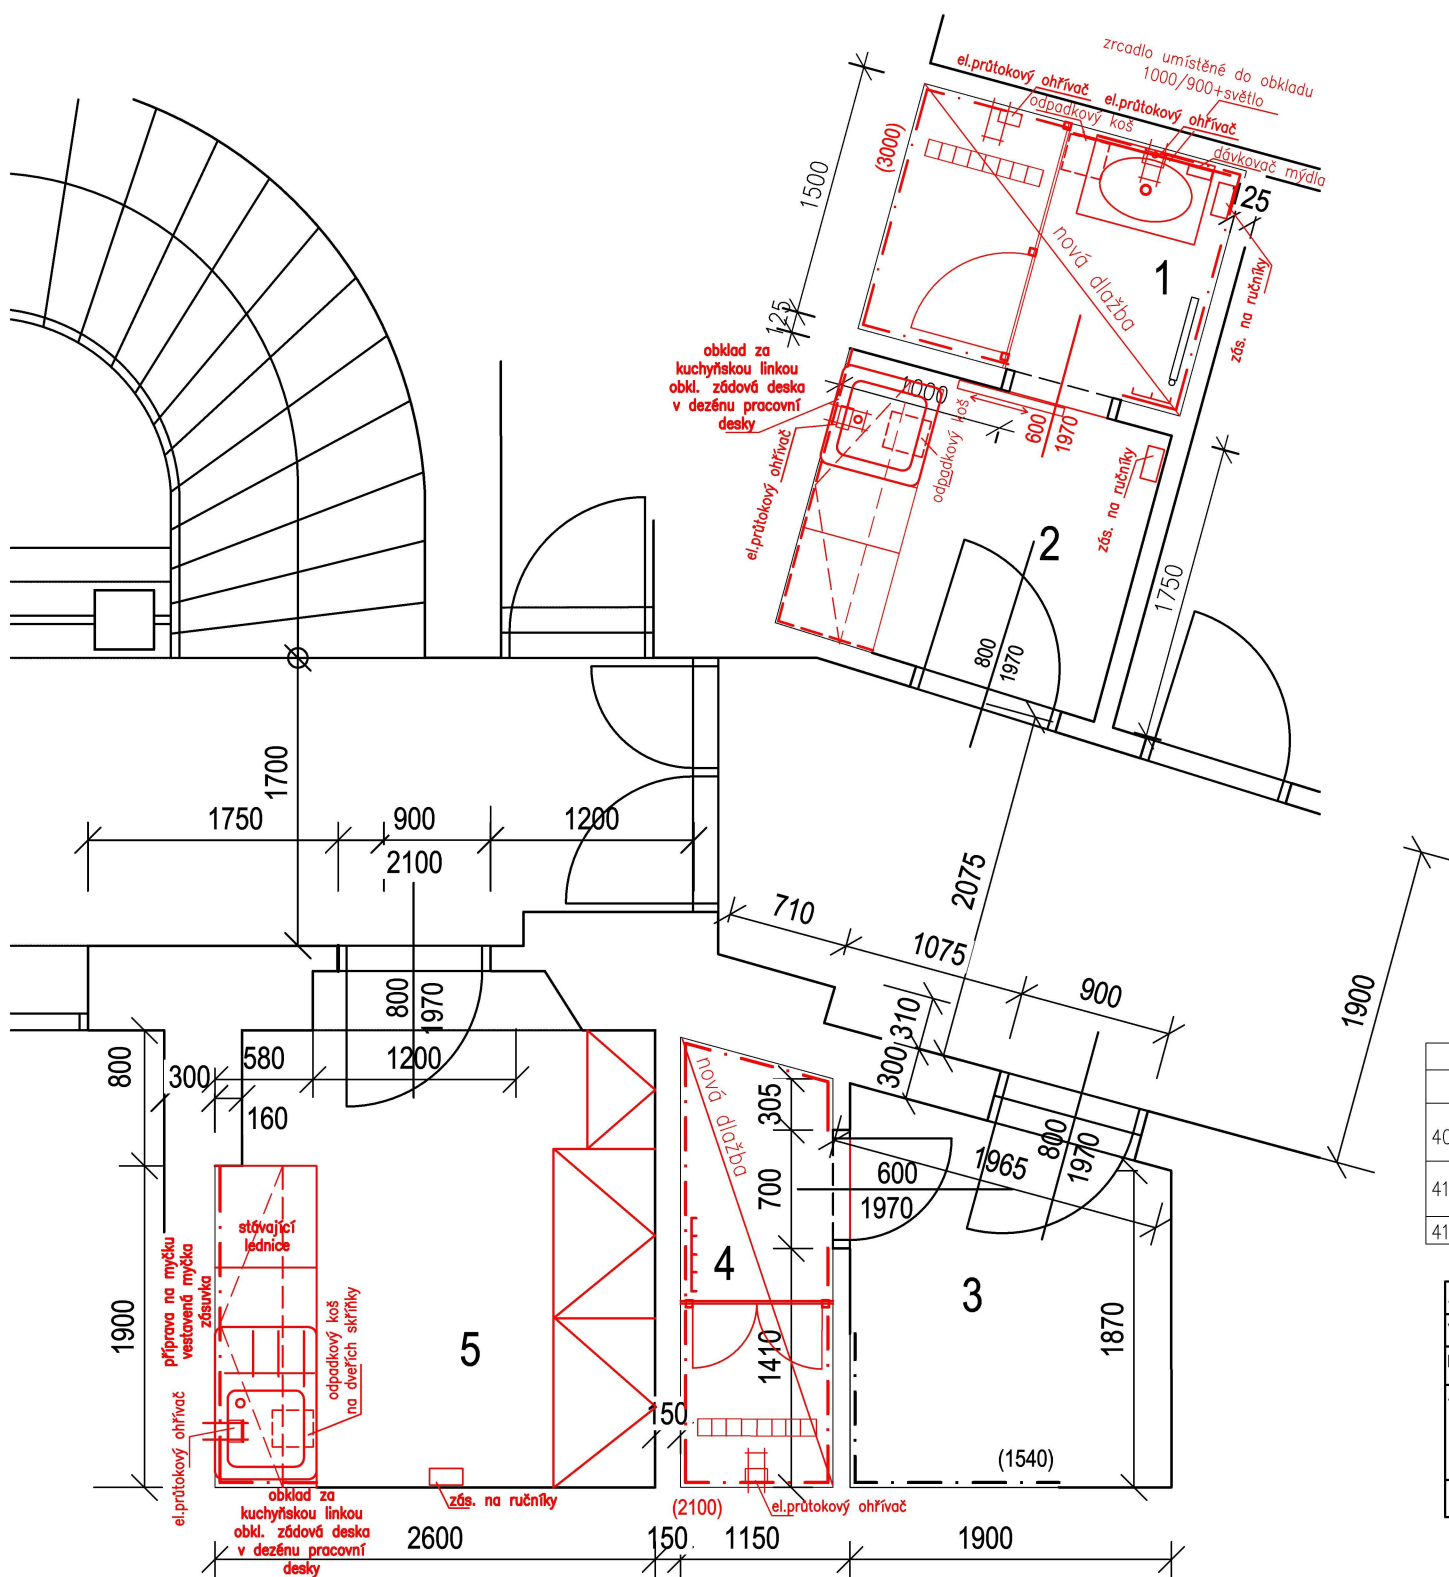 zrcadlo umístěné do obkladu
1000/900+světlo
el.průtokový ohřívač
el.průtokový ohřívač
odpadkový koš
dávkovač mýdla
(3000)
1500
125
25
1
nová dlažba
zás. na ručníky
obklad za
kuchyňskou linkou
obkl. zádová deska
v dezénu pracovní
desky
1000
600
1970
odpadkový koš
el.průtokový ohřívač
zás. na ručníky
2
1750
800
1970
1700
1750
900
1200
2100
2075
710
1075
900
1900
310
300
800
1970
800
300
580
1200
160
305
nová dlažba
700
600
1970
1965
800
1970
40
41
41
stávající
lednice
příprava na myčku
vestavená myčka
zásuvka
1900
odpadkový koš
na dveřích skříňky
el.průtokový ohřívač
5
4
3
1410
1870
150
(1540)
obklad za
kuchyňskou linkou
obkl. zádová deska
v dezénu pracovní
desky
zás. na ručníky
(2100)
el.průtokový ohřívač
2600
150
1150
1900